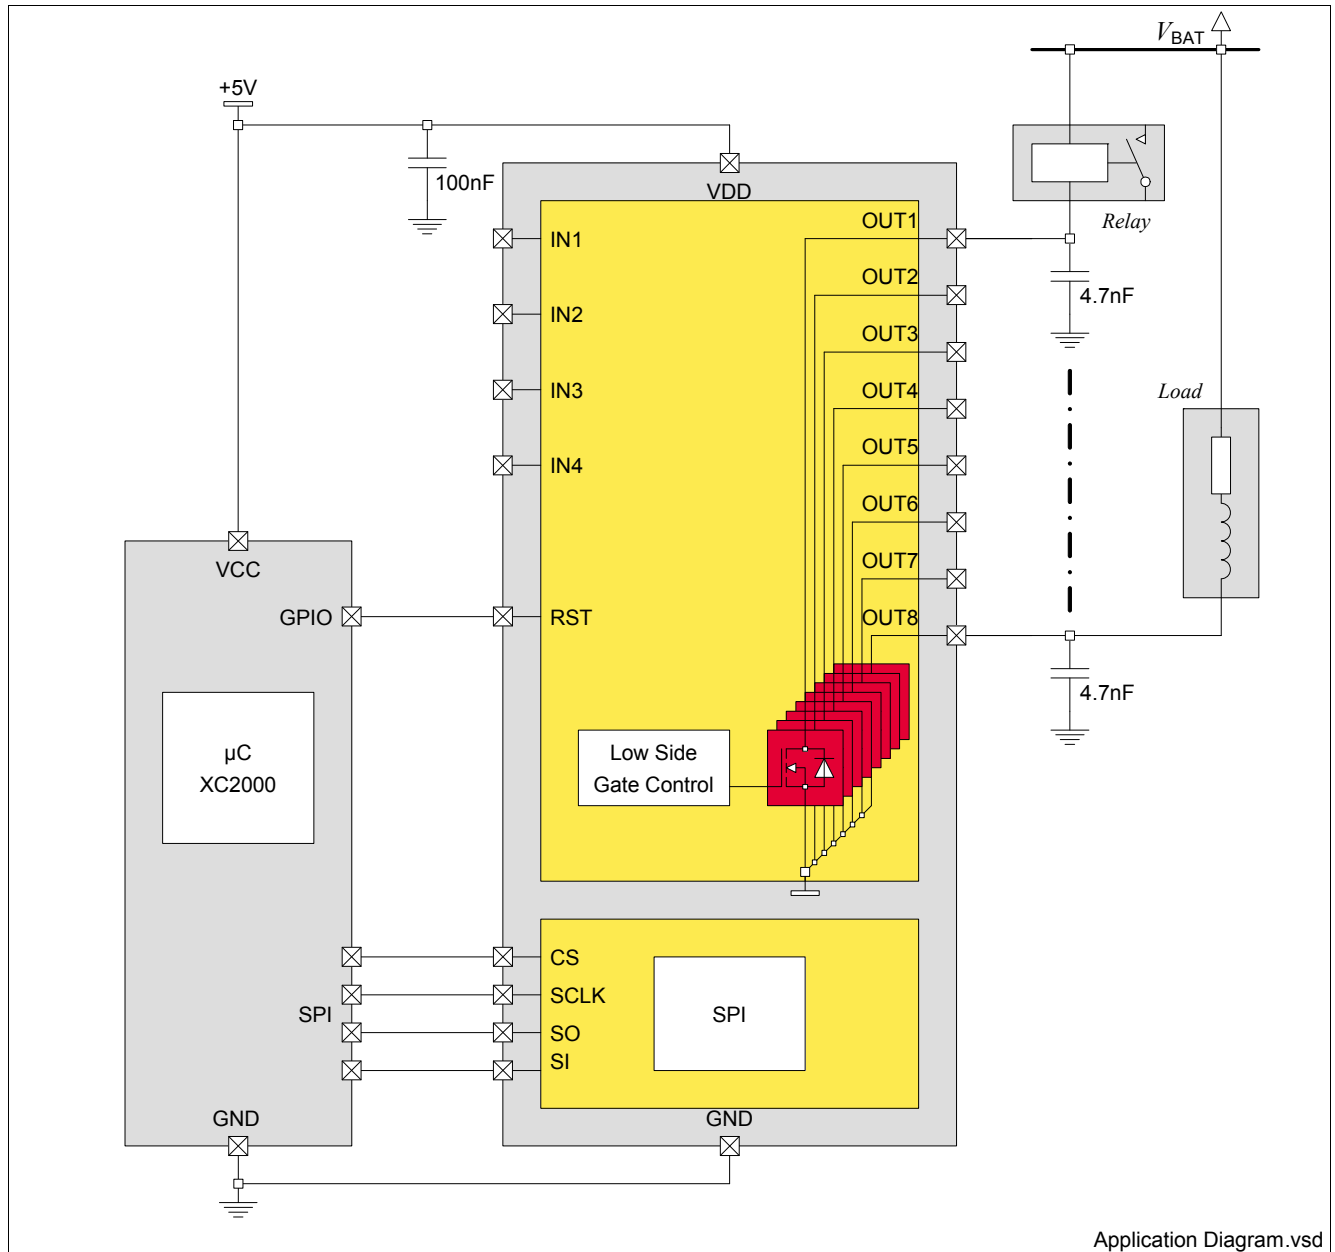 V_BAT
+5V
100nF
VDD
Relay
IN1
OUT1
IN2
OUT2
4.7nF
IN3
OUT3
IN4
OUT4
Load
OUT5
OUT6
VCC
OUT7
GPIO
RST
OUT8
4.7nF
µC
XC2000
Low Side
Gate Control
CS
SCLK
SPI
SO
SI
SPI
GND
GND
Application Diagram.vsd